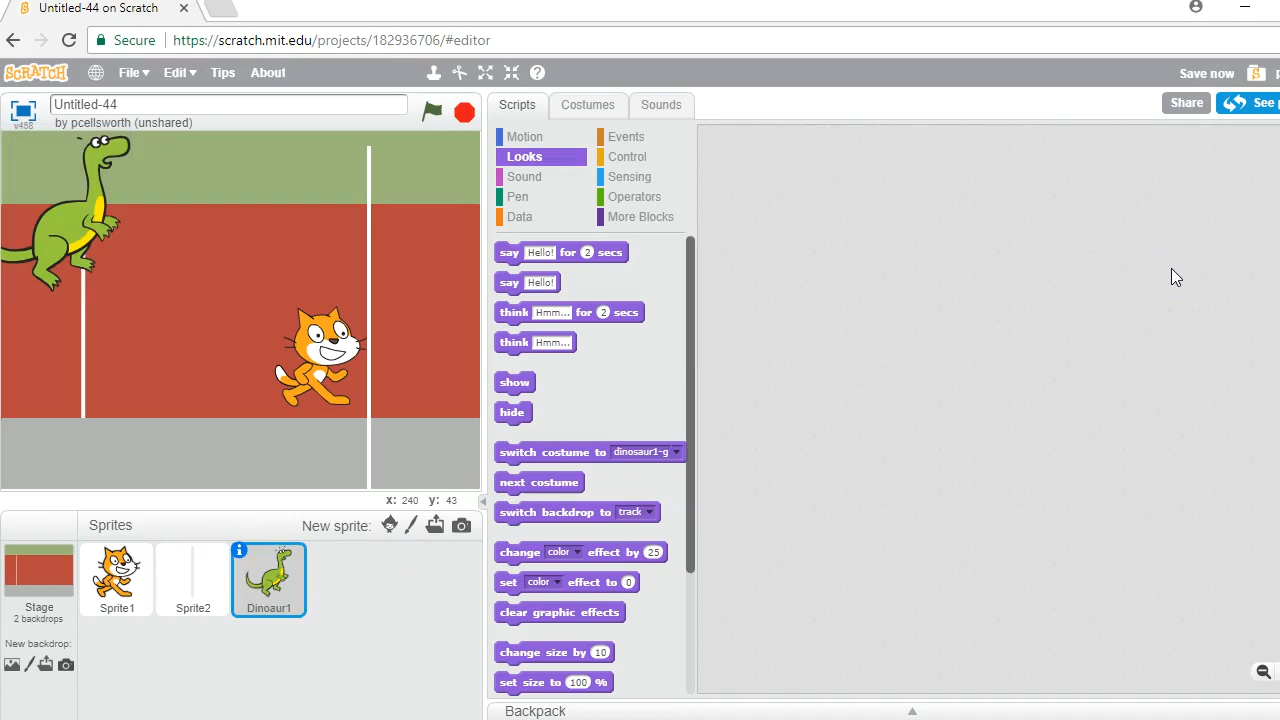 Untitled-44 on Scratch
Secure
https://scratch.mit.edu/projects/182936706/#editor
SCRATCH
File
Edit
Tips
About
Save now
Untitled-44
by pcellsworth (unshared)
v458
Scripts
Costumes
Sounds
Share
See
Motion
Events
Looks
Control
Sound
Sensing
Pen
Operators
Data
More Blocks
say Hello! for 2 secs
say Hello!
think Hmm... for 2 secs
think Hmm...
show
hide
switch costume to dinosaur1-g
next costume
switch backdrop to track
change color effect by 25
set color effect to 0
clear graphic effects
change size by 10
set size to 100 %
x: 240 y: 43
Sprites
New sprite:
Stage
2 backdrops
New backdrop:
Sprite1
Sprite2
Dinoaur1
Backpack